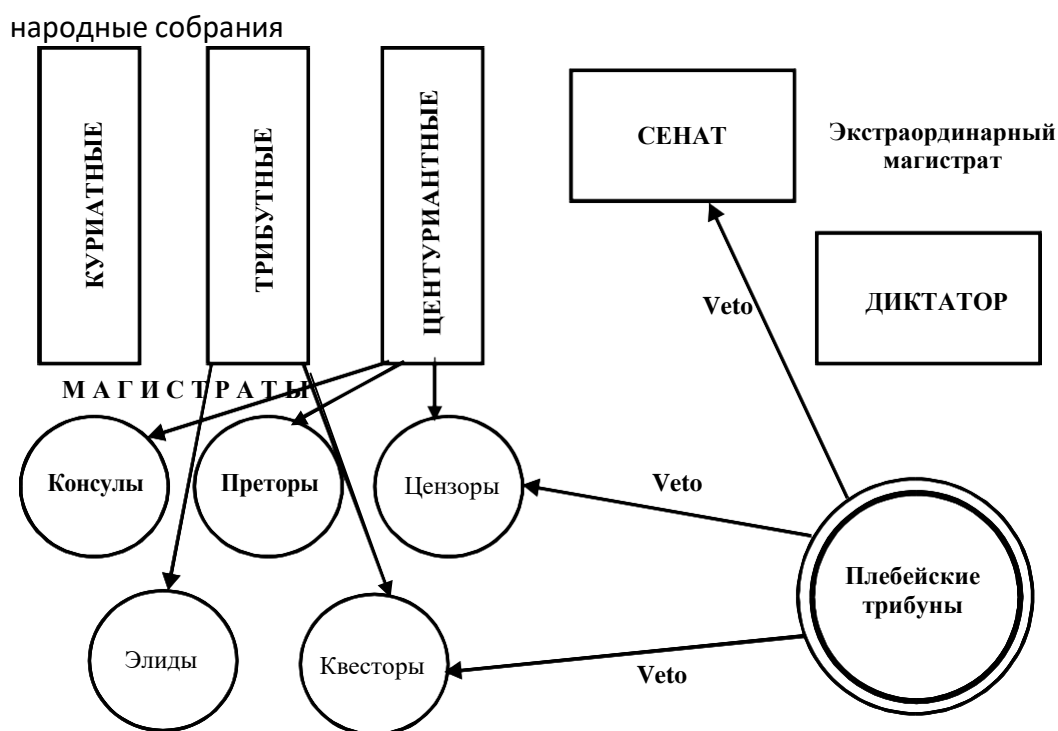 народные собрания
КУРИАТНЫЕ
ТРИБУТНЫЕ
ЦЕНТУРИАНТНЫЕ
СЕНАТ
Экстраординарный
магистрат
ДИКТАТОР
Veto
М А Г И С Т Р А Т Ы
Консулы
Преторы
Цензоры
Veto
Плебейские
трибуны
Элиды
Квесторы
Veto